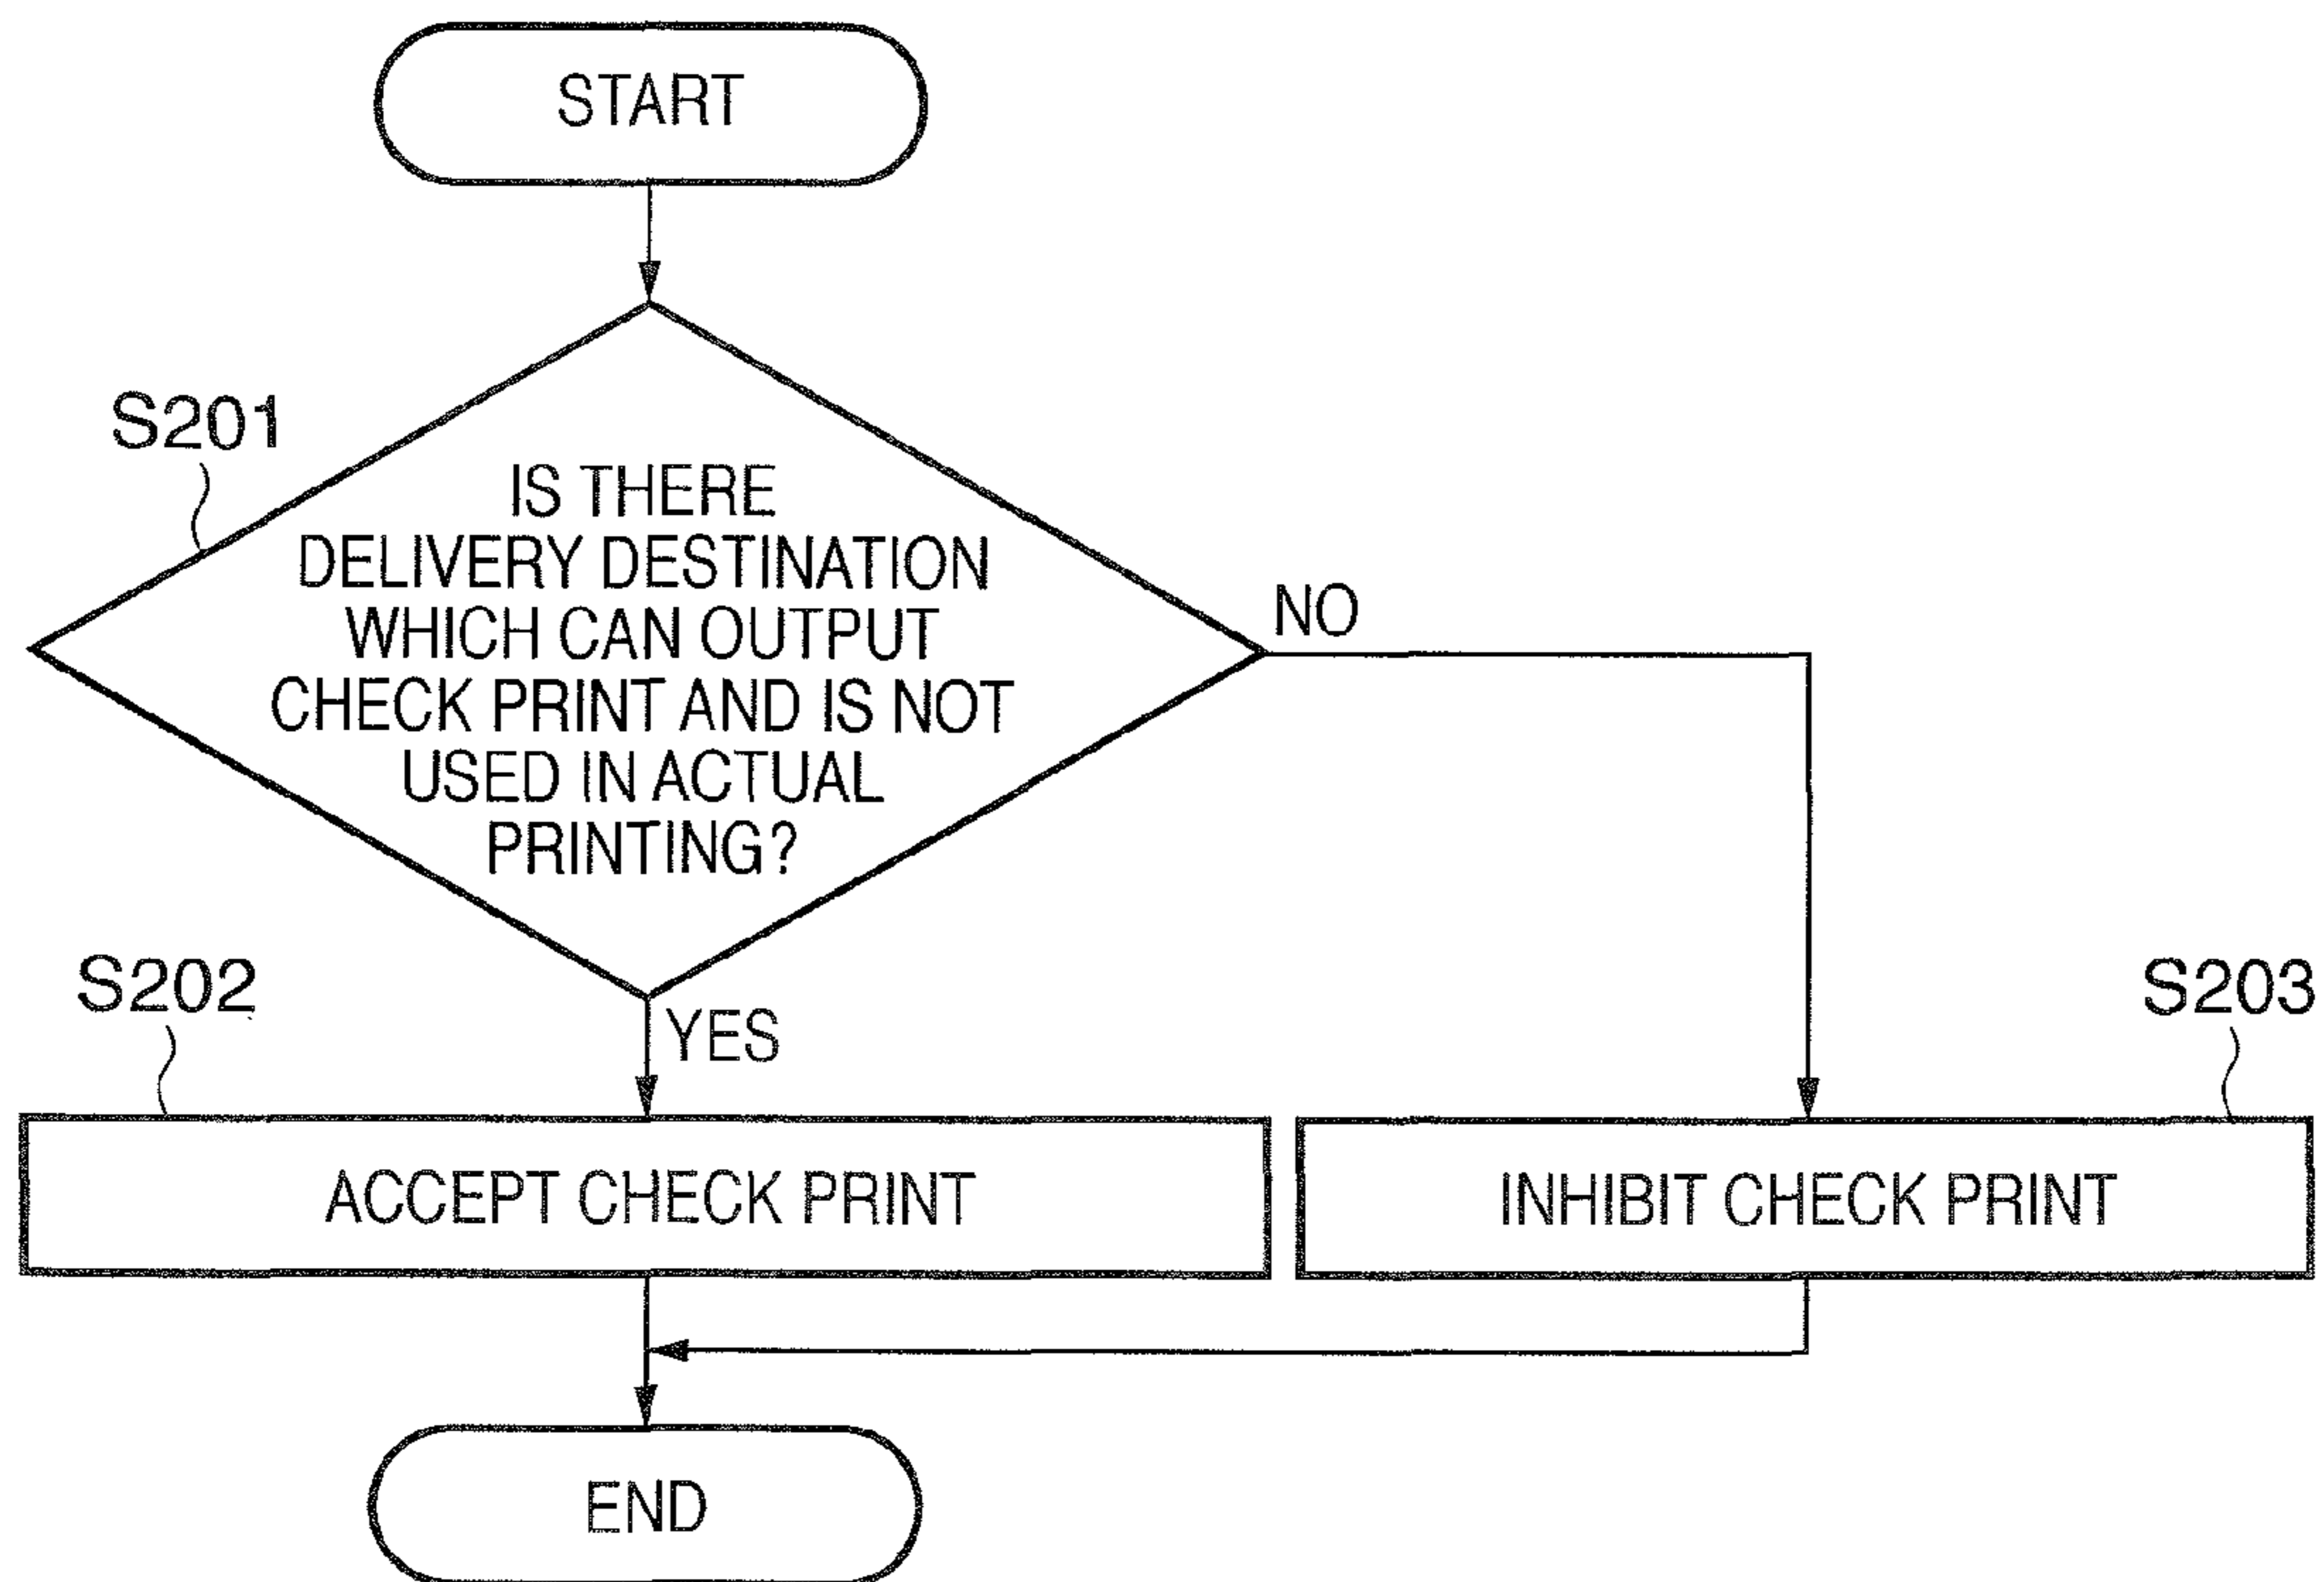 START
S201
IS THERE
DELIVERY DESTINATION
WHICH CAN OUTPUT
CHECK PRINT AND IS NOT
USED IN ACTUAL
PRINTING?
NO
YES
S202
S203
ACCEPT CHECK PRINT
INHIBIT CHECK PRINT
END